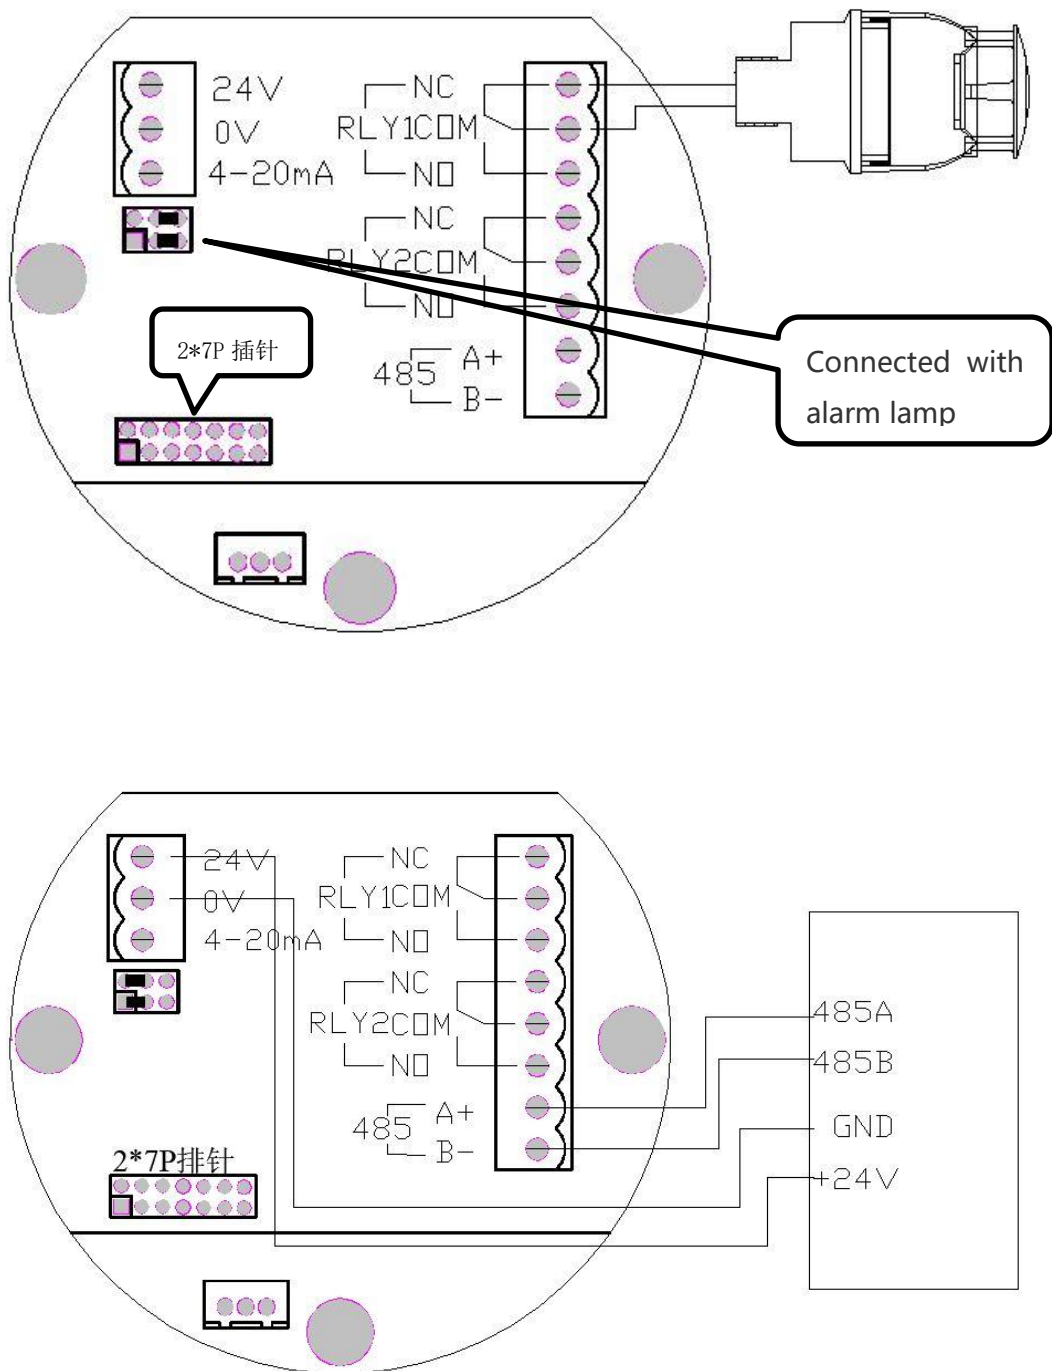 24V
0V
4-20mA
NC
RLY1COM
NO
NC
RLY2COM
NO
485
A+
B-
2*7P 插针
Connected with
alarm lamp
24V
0V
4-20mA
NC
RLY1COM
NO
NC
RLY2COM
NO
485
A+
B-
2*7P排针
485A
485B
GND
+24V